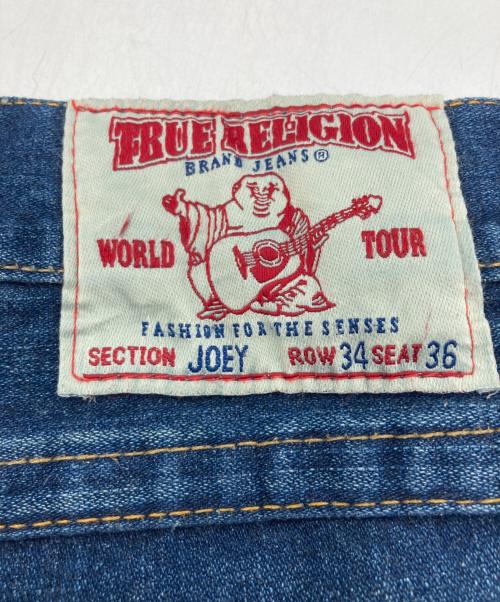 TRUE RELIGION
BRAND JEANS®
WORLD TOUR
FASHION FOR THE SENSES
SECTION JOEY ROW 34 SEAT 36